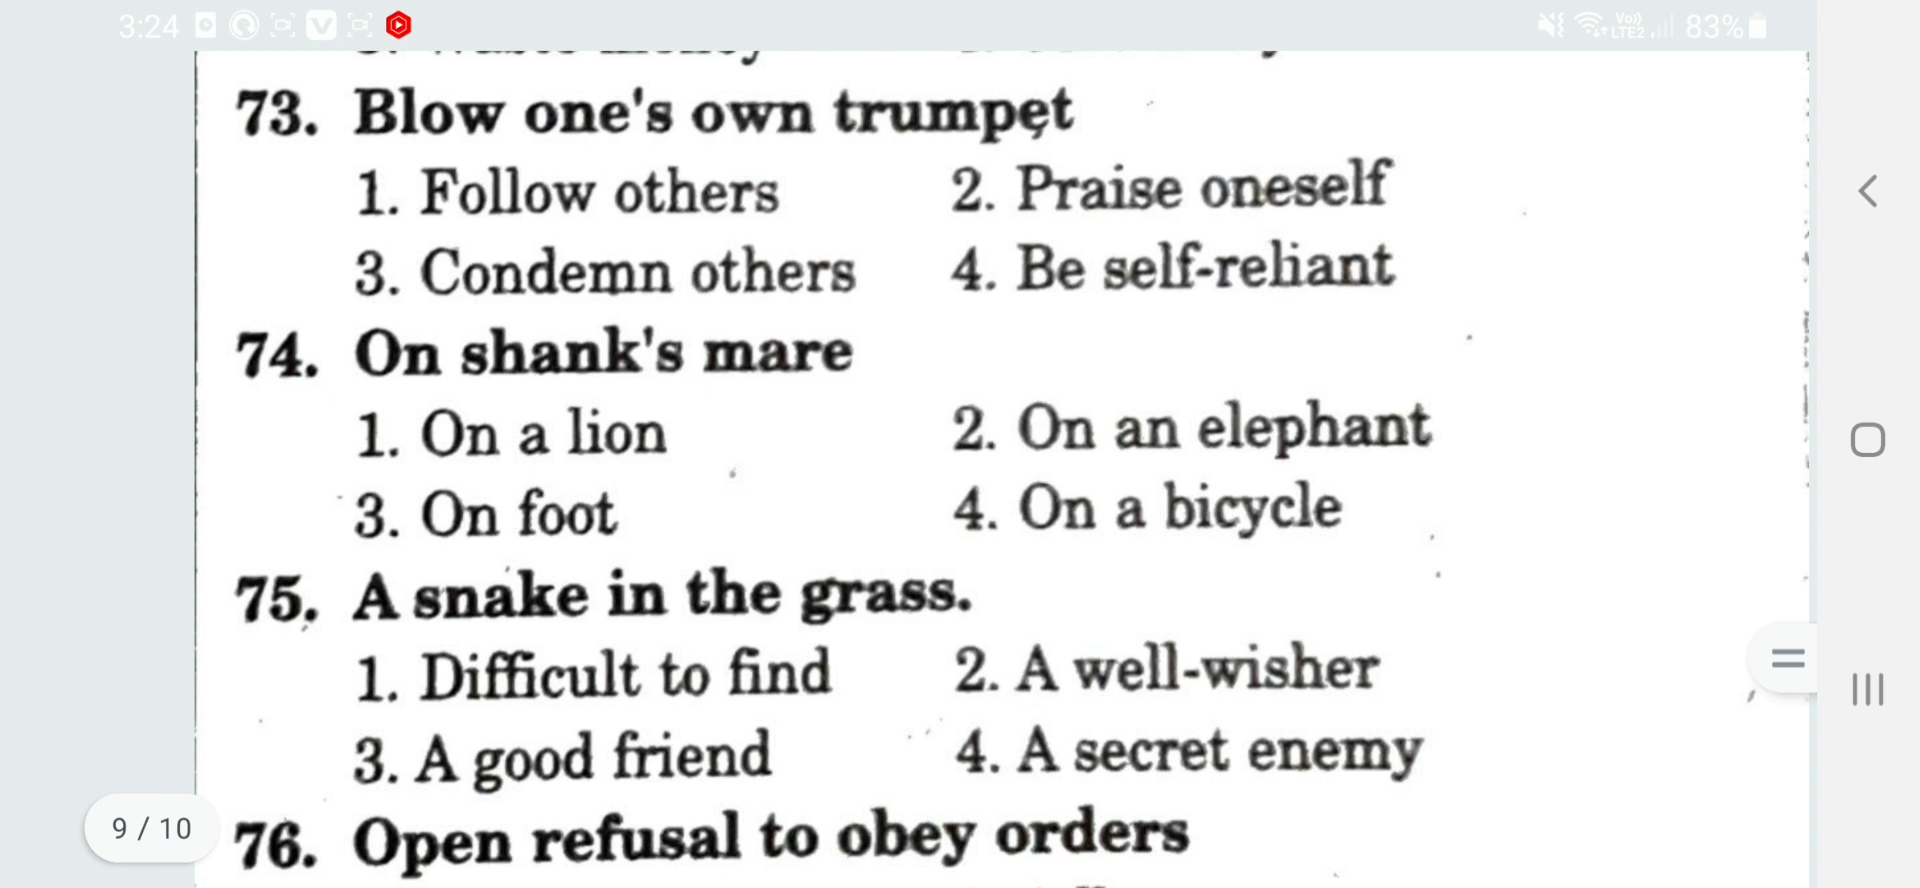 3:24
Vo))
LTE2
83%
73. Blow one's own trumpet
1. Follow others 2. Praise oneself
3. Condemn others 4. Be self-reliant
74. On shank's mare
1. On a lion 2. On an elephant
3. On foot 4. On a bicycle
75. A snake in the grass.
1. Difficult to find 2. A well-wisher
3. A good friend 4. A secret enemy
9 / 10
76. Open refusal to obey orders